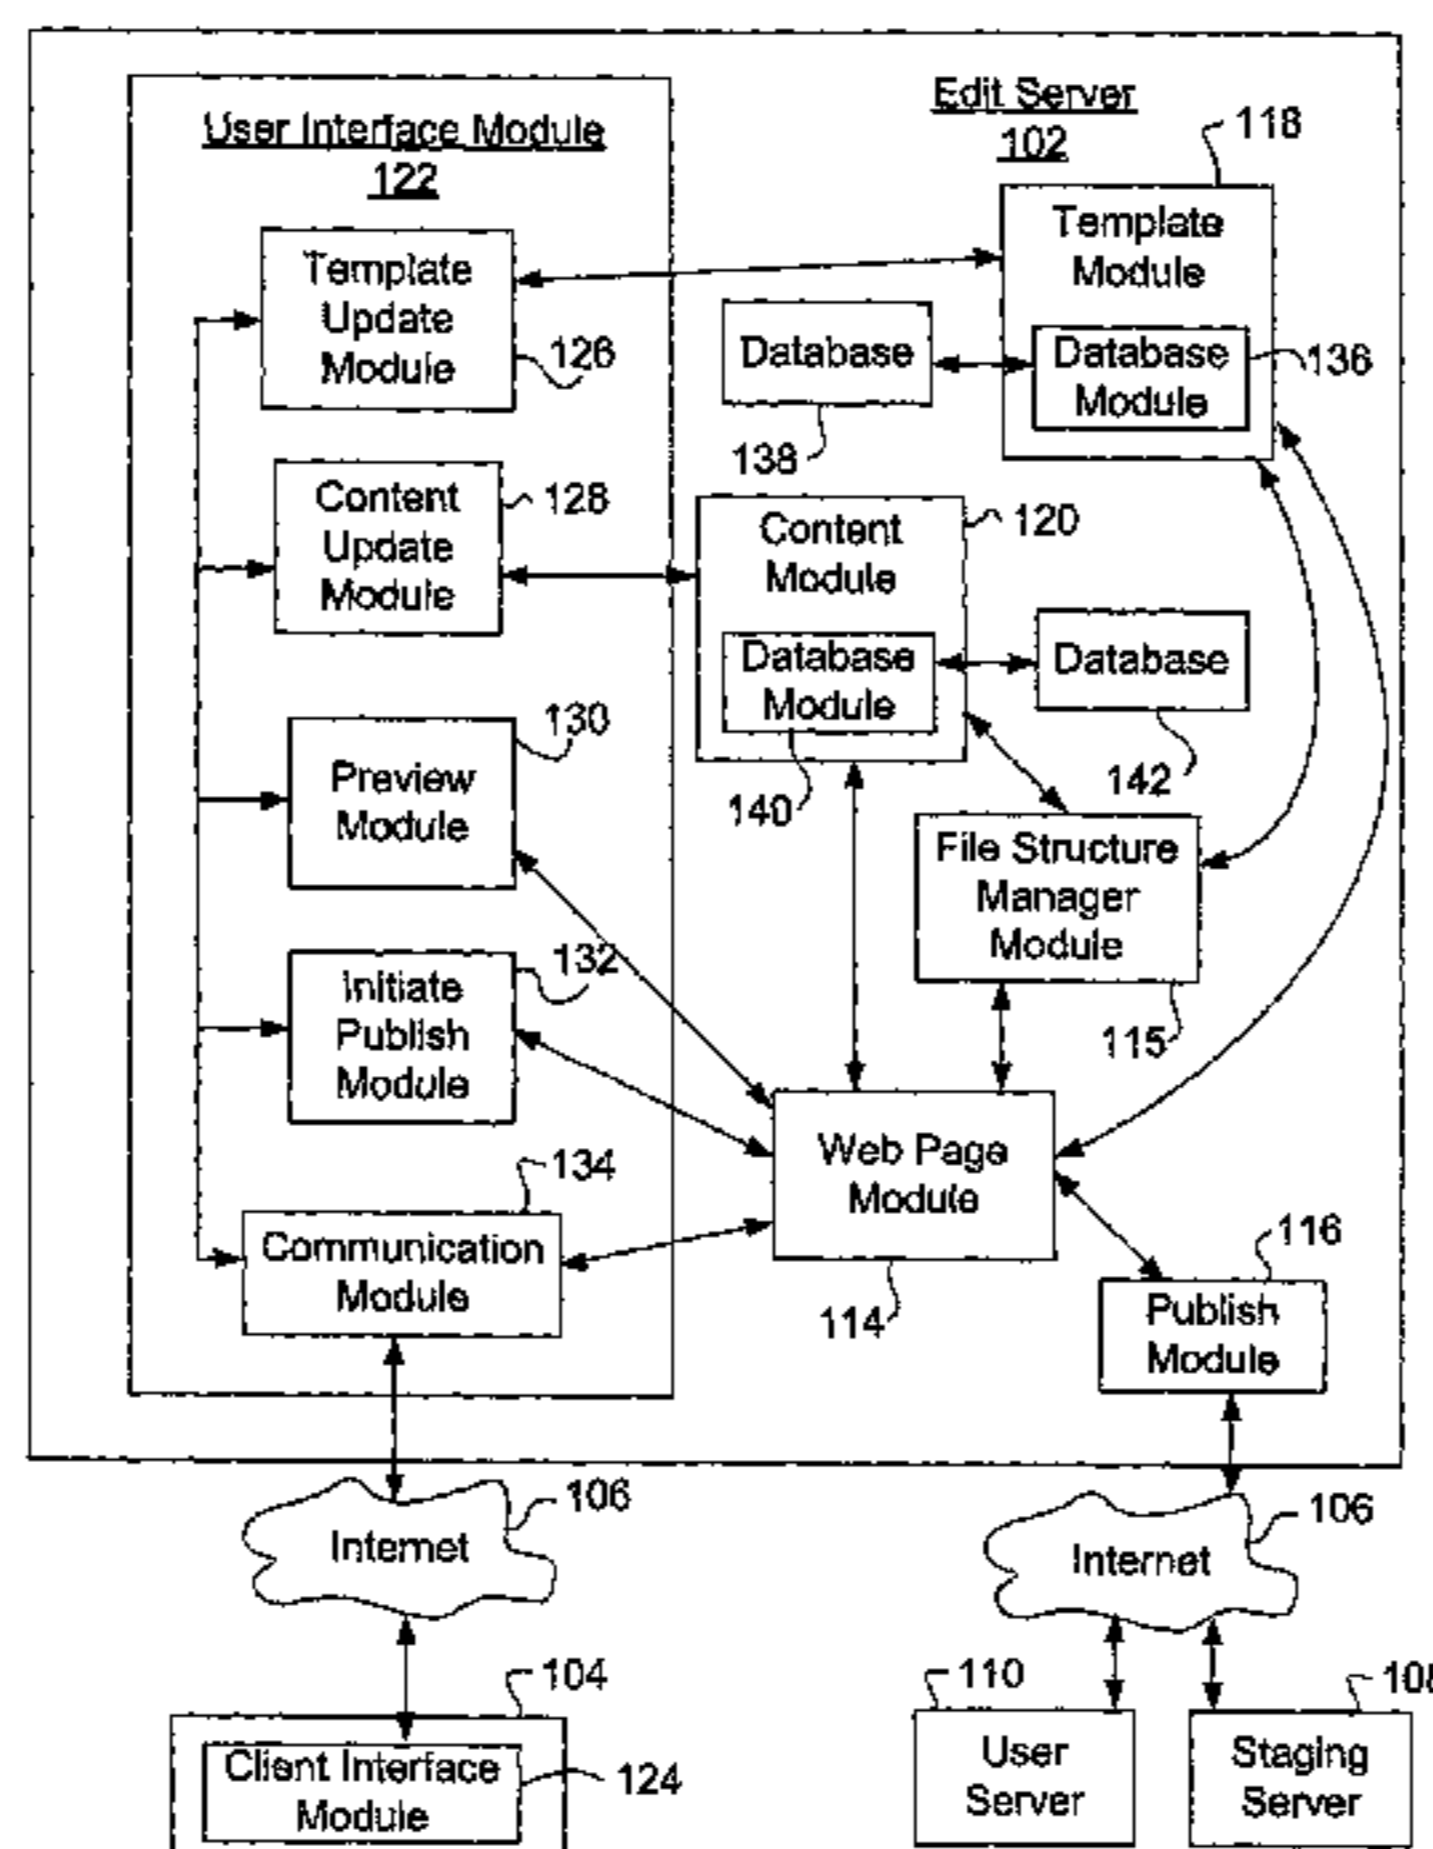 Edit Server
102
118
User Interface Module
122
Template
Module
Template
Update
Module
126
Database
138
Database
Module
136
Content
Update
Module
128
Content
Module
120
Database
Module
140
Database
142
Preview
Module
130
File Structure
Manager
Module
115
Initiate
Publish
Module
132
Web Page
Module
114
134
Communication
Module
116
Publish
Module
Internet
106
Internet
106
104
Client Interface
Module
124
110
User
Server
108
Staging
Server